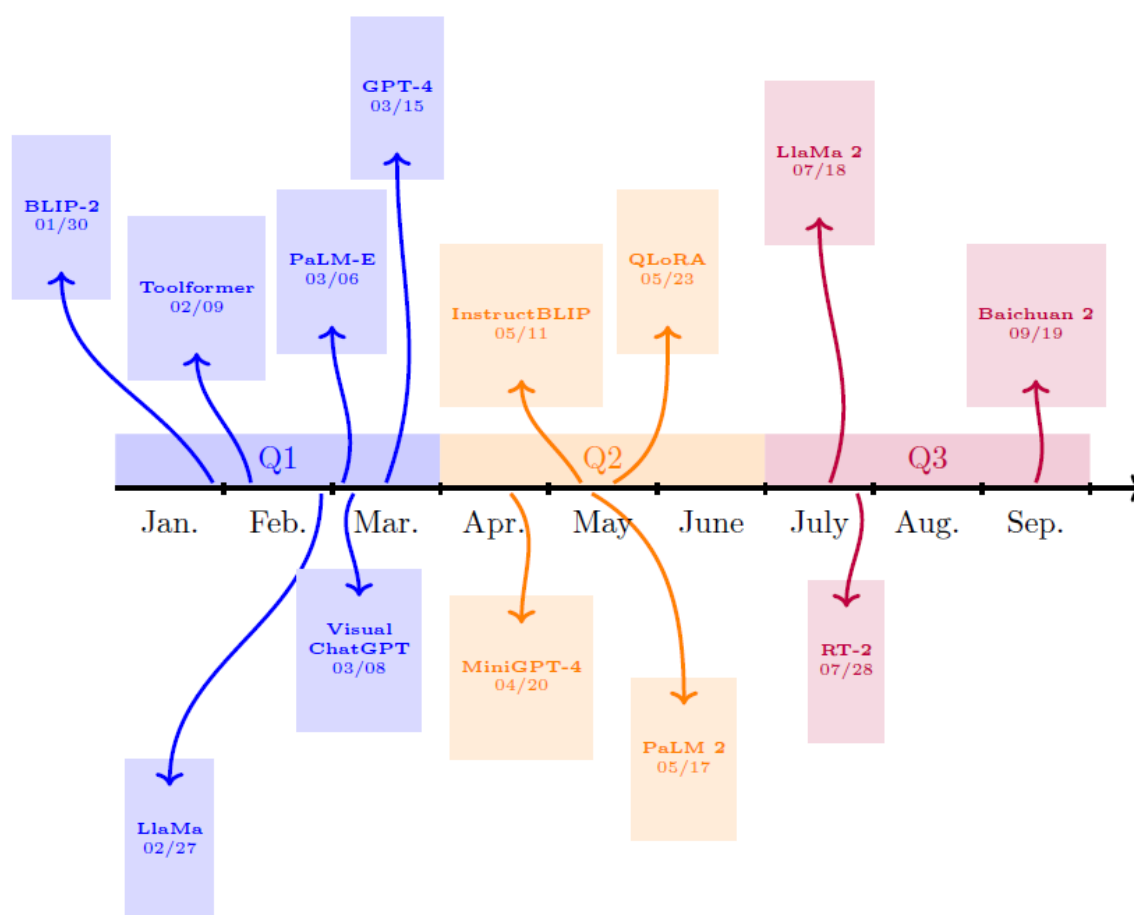 GPT-4
03/15
LlaMa 2
07/18
BLIP-2
01/30
PaLM-E
03/06
QLoRA
05/23
Toolformer
02/09
InstructBLIP
05/11
Baichuan 2
09/19
Q1
Q2
Q3
Jan.
Feb.
Mar.
Apr.
May
June
July
Aug.
Sep.
Visual
ChatGPT
03/08
MiniGPT-4
04/20
RT-2
07/28
PaLM 2
05/17
LlaMa
02/27